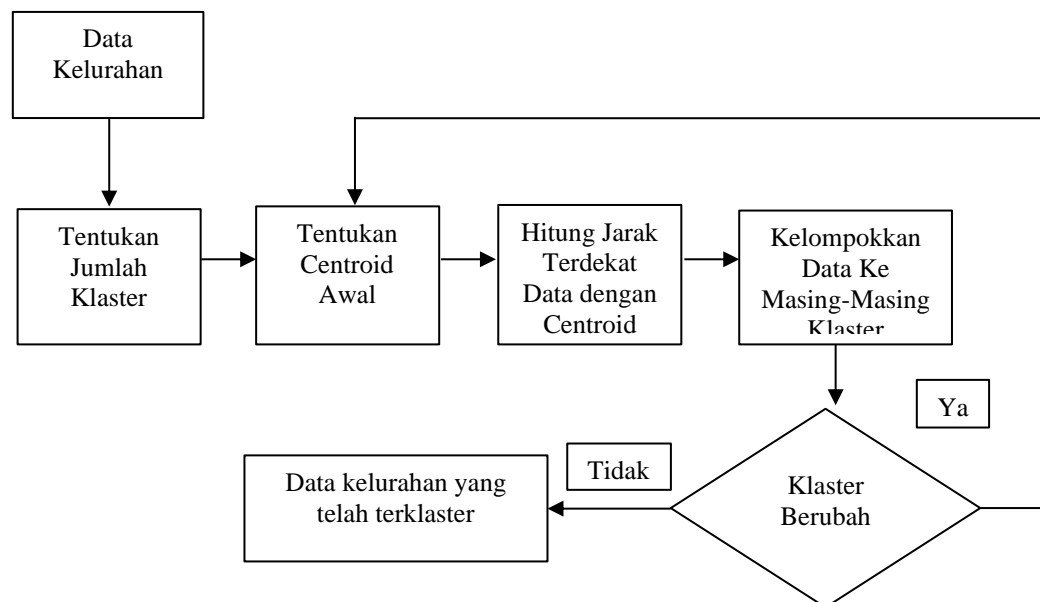 Data
Kelurahan
Tentukan
Jumlah
Klaster
Tentukan
Centroid
Awal
Hitung Jarak
Terdekat
Data dengan
Centroid
Kelompokkan
Data Ke
Masing-Masing
Klaster
Ya
Klaster
Berubah
Tidak
Data kelurahan yang
telah terklaster